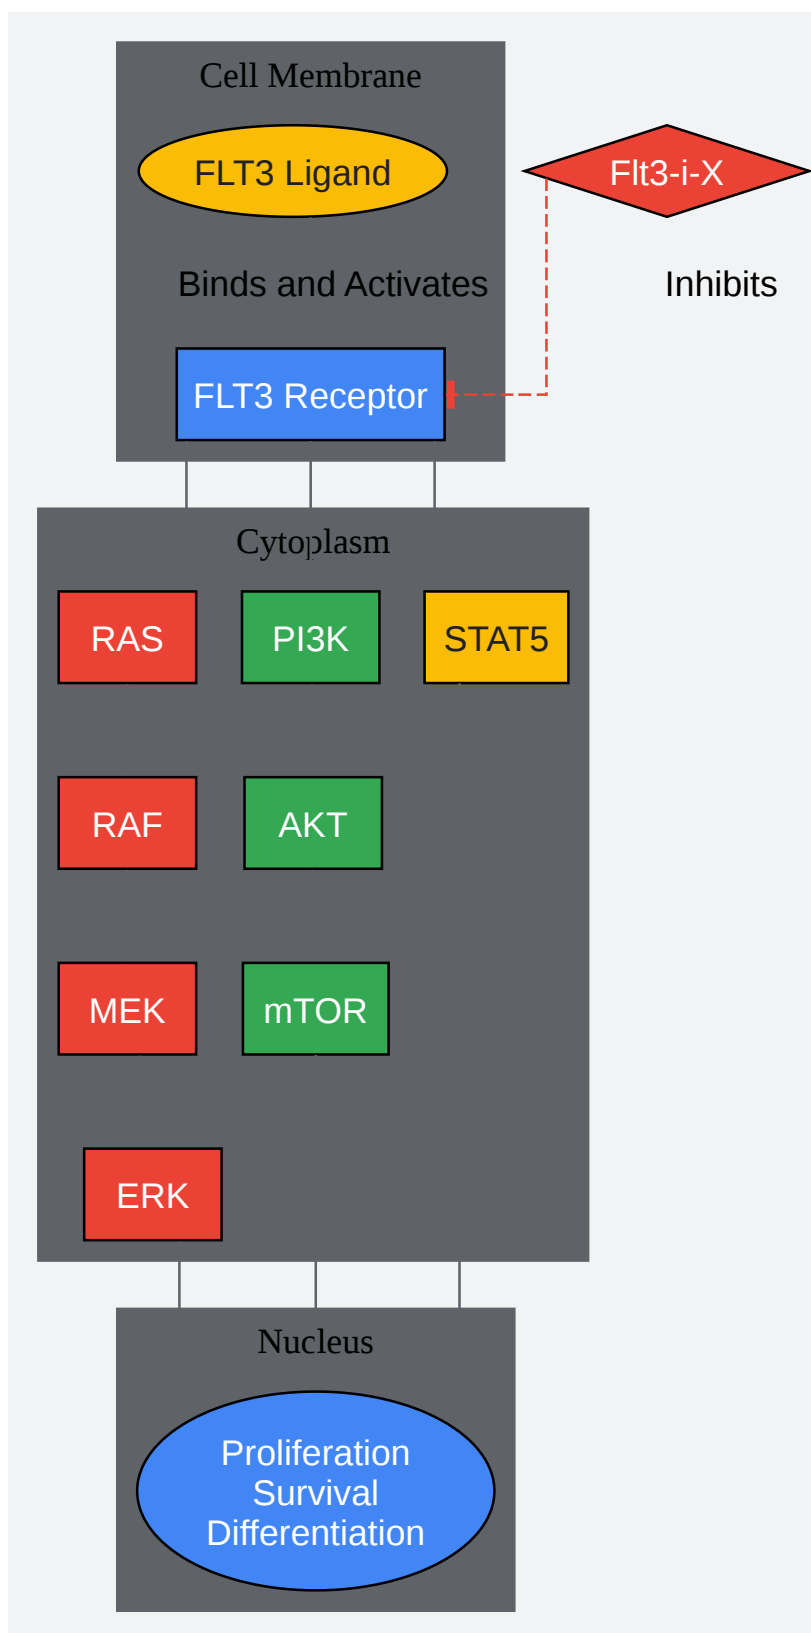 Cell Membrane
FLT3 Ligand
Flt3-i-X
Binds and Activates
Inhibits
FLT3 Receptor
Cytoplasm
RAS
PI3K
STAT5
RAF
AKT
MEK
mTOR
ERK
Nucleus
Proliferation
Survival
Differentiation